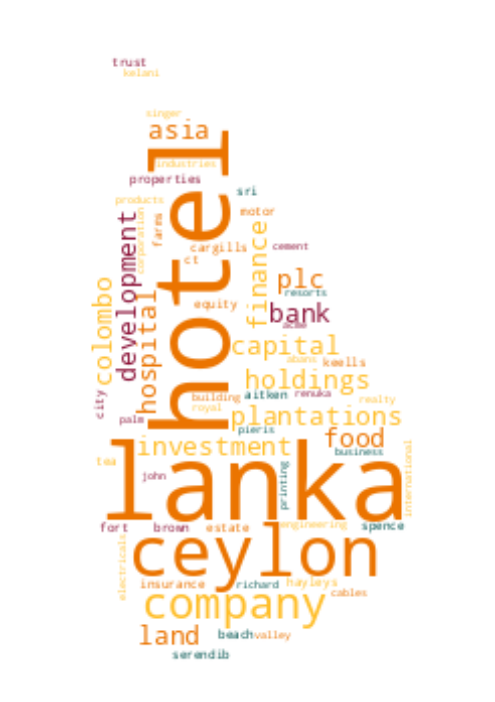 trust
kelani
singer
asia
industries
properties
sri
products
motor
corporation
farms
cargills
cement
ct
hotel
development
finance
plc
resorts
colombo
hospital
equity
bank
acme
capital
abans
keells
holdings
city
building
aitken
renuka
realty
royal
palm
plantations
pieris
food
investment
business
tea
international
john
printing
lanka
fort
brown
estate
engineering
spence
ceylon
electricals
insurance
richard
hayleys
cables
company
land
beach
valley
serendib